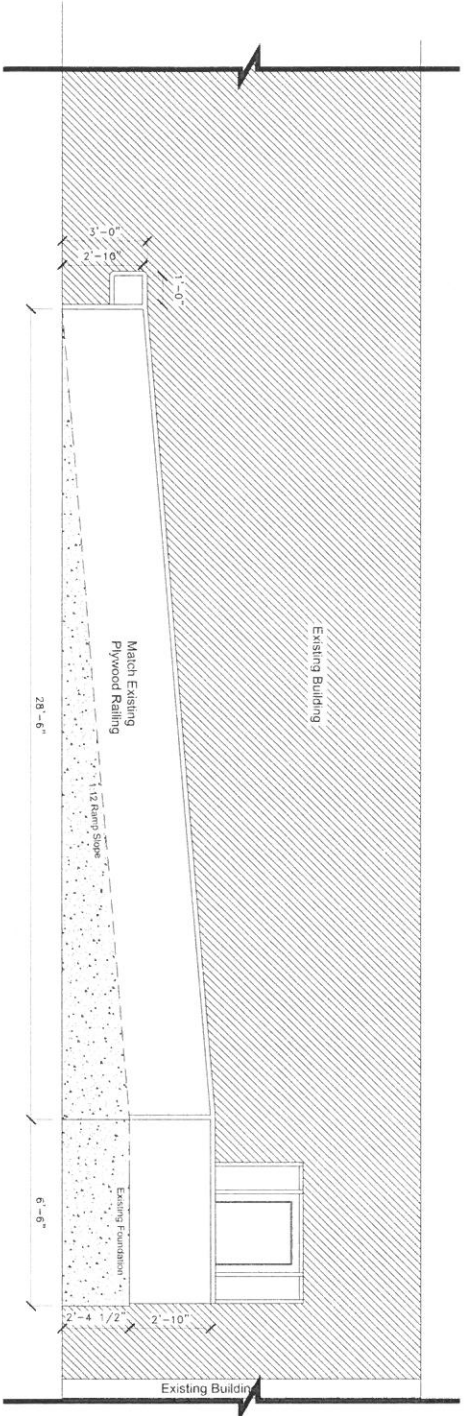 3'-0"
2'-10"
1'-0"
Existing Building
Match Existing
Plywood Railing
1:12 Ramp Slope
28'-6"
Existing Foundation
6'-6"
2'-4 1/2"
2'-10"
Existing Building